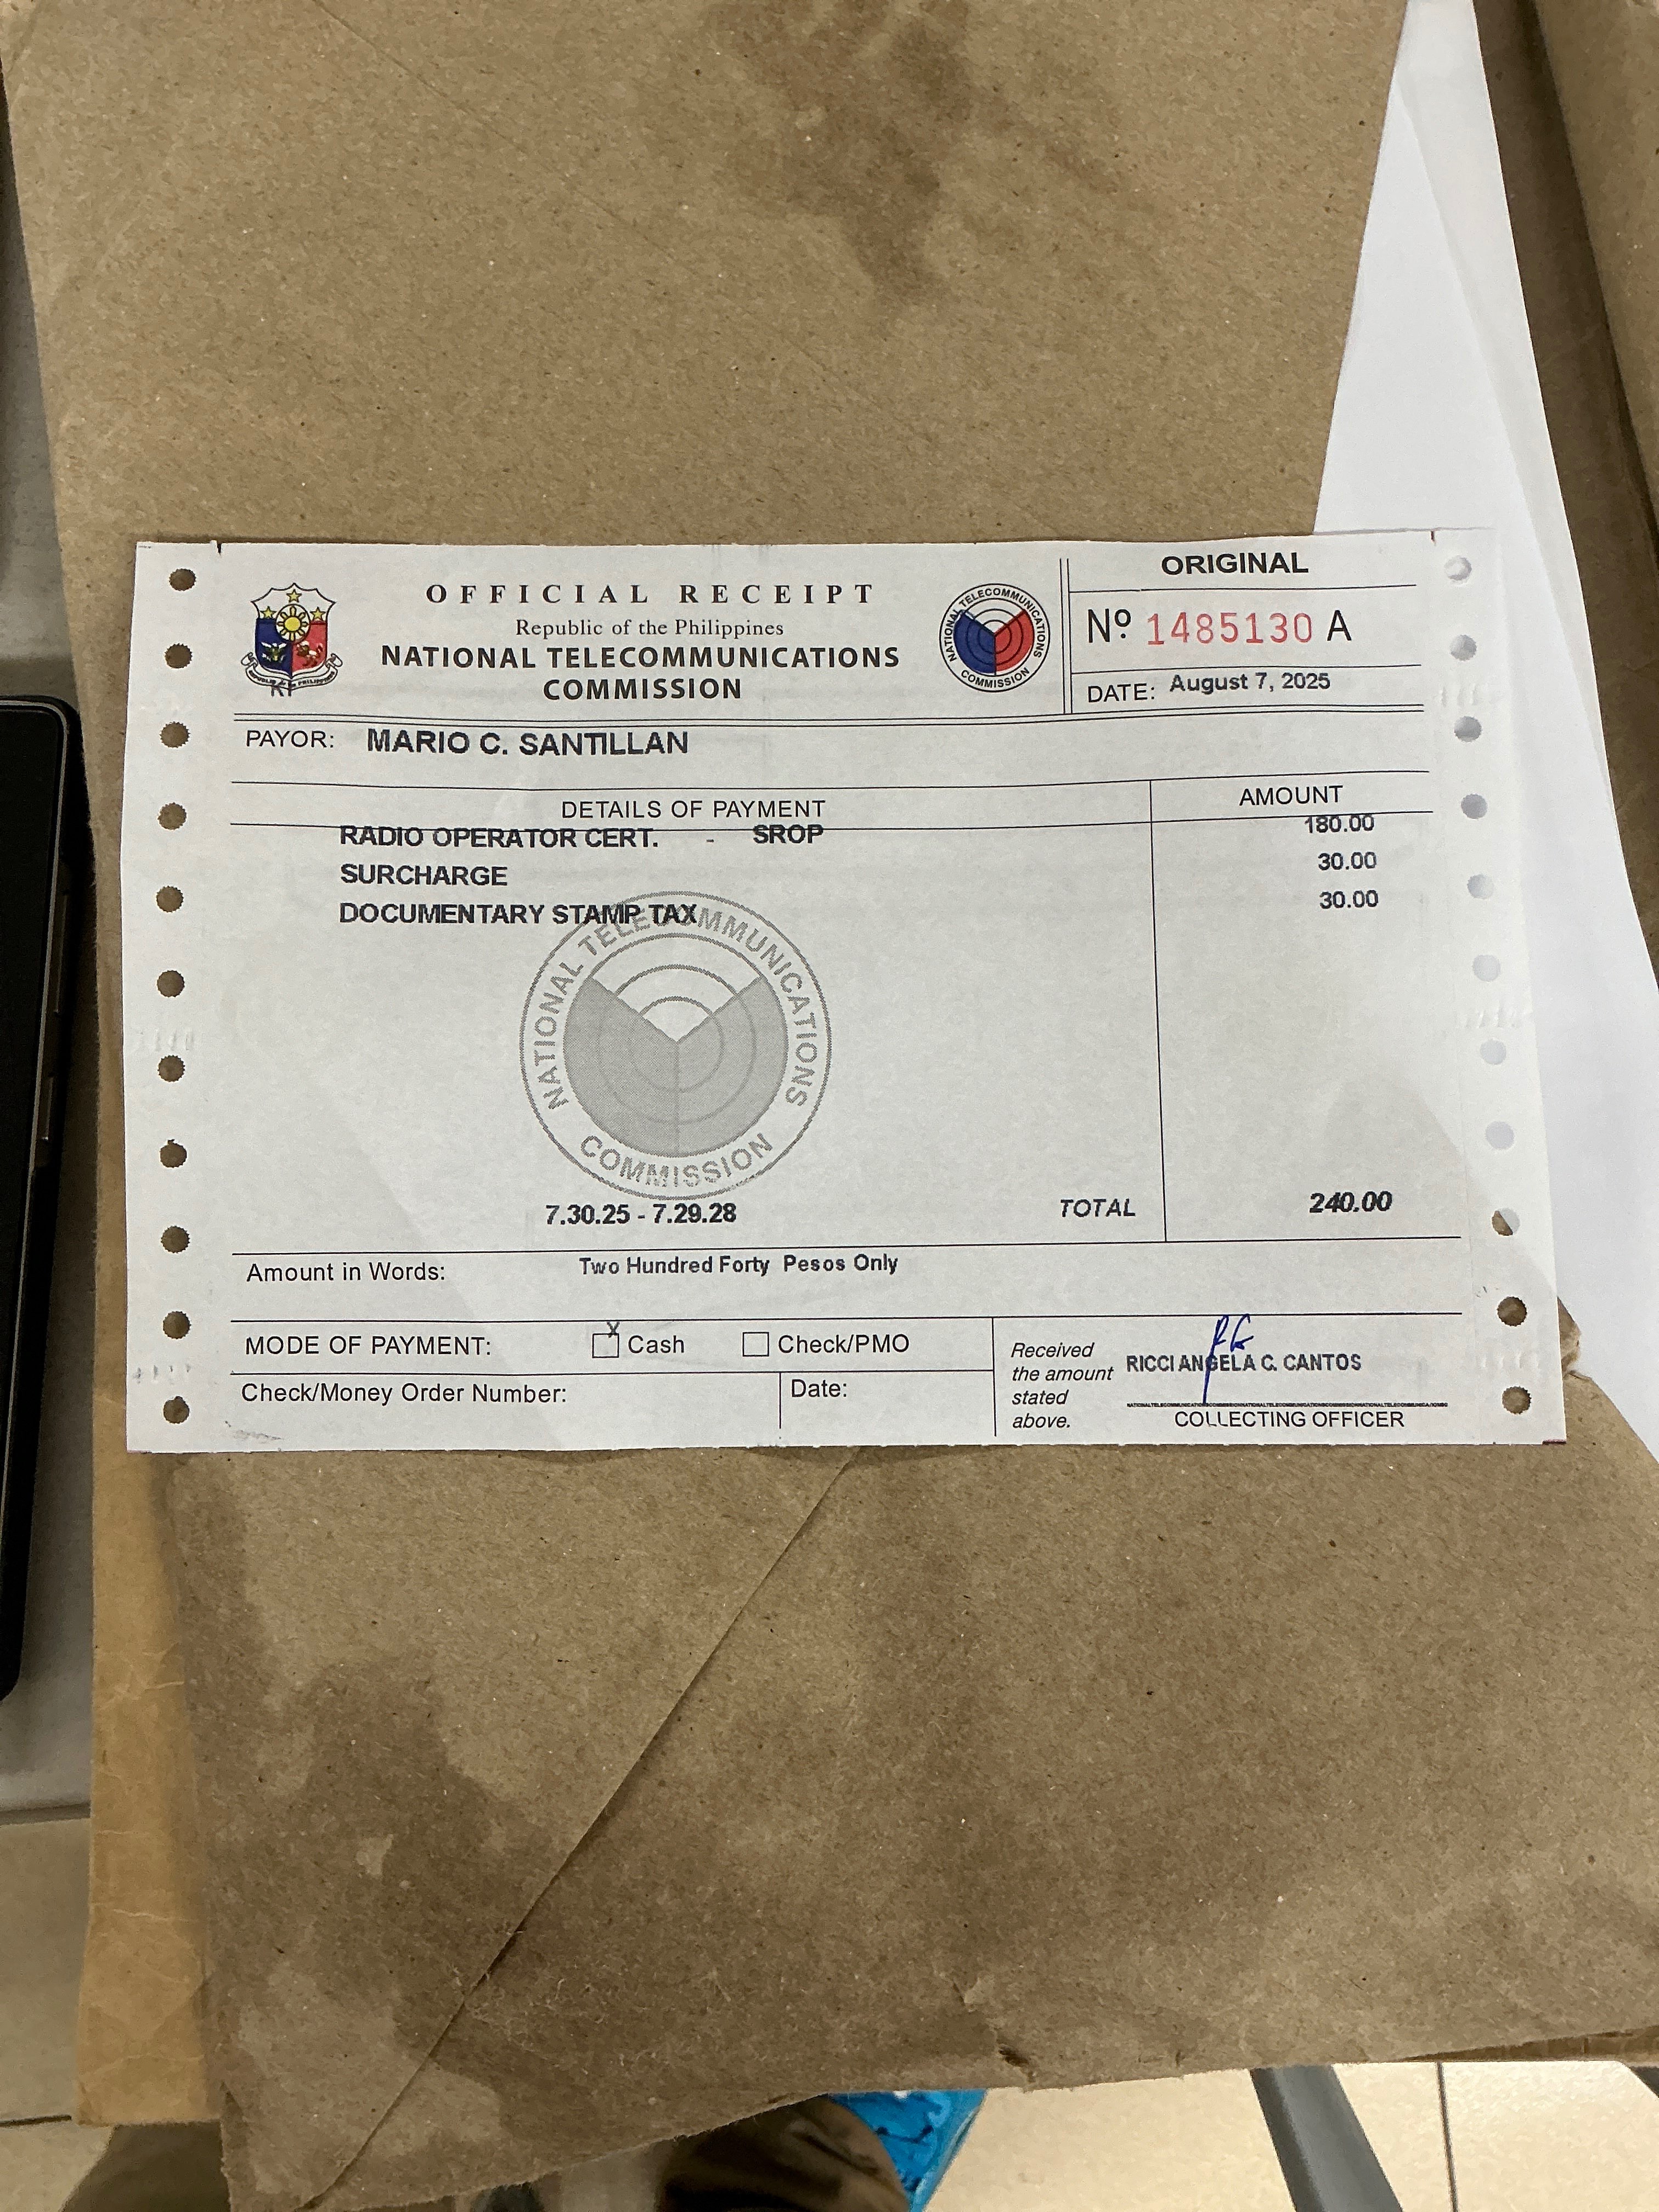 ORIGINAL
OFFICIAL RECEIPT
Republic of the Philippines
NATIONAL TELECOMMUNICATIONS
COMMISSION
NATIONAL TELECOMMUNICATIONS COMMISSION
Nº 1485130 A
DATE: August 7, 2025
PAYOR: MARIO C. SANTILLAN
DETAILS OF PAYMENT AMOUNT
RADIO OPERATOR CERT. - SROP 180.00
SURCHARGE 30.00
DOCUMENTARY STAMP TAX 30.00
NATIONAL TELECOMMUNICATIONS COMMISSION
7.30.25 - 7.29.28 TOTAL 240.00
Amount in Words: Two Hundred Forty Pesos Only
MODE OF PAYMENT: X Cash Check/PMO
Check/Money Order Number: Date:
Received
the amount
stated
above.
RICCI ANGELA C. CANTOS
COLLECTING OFFICER